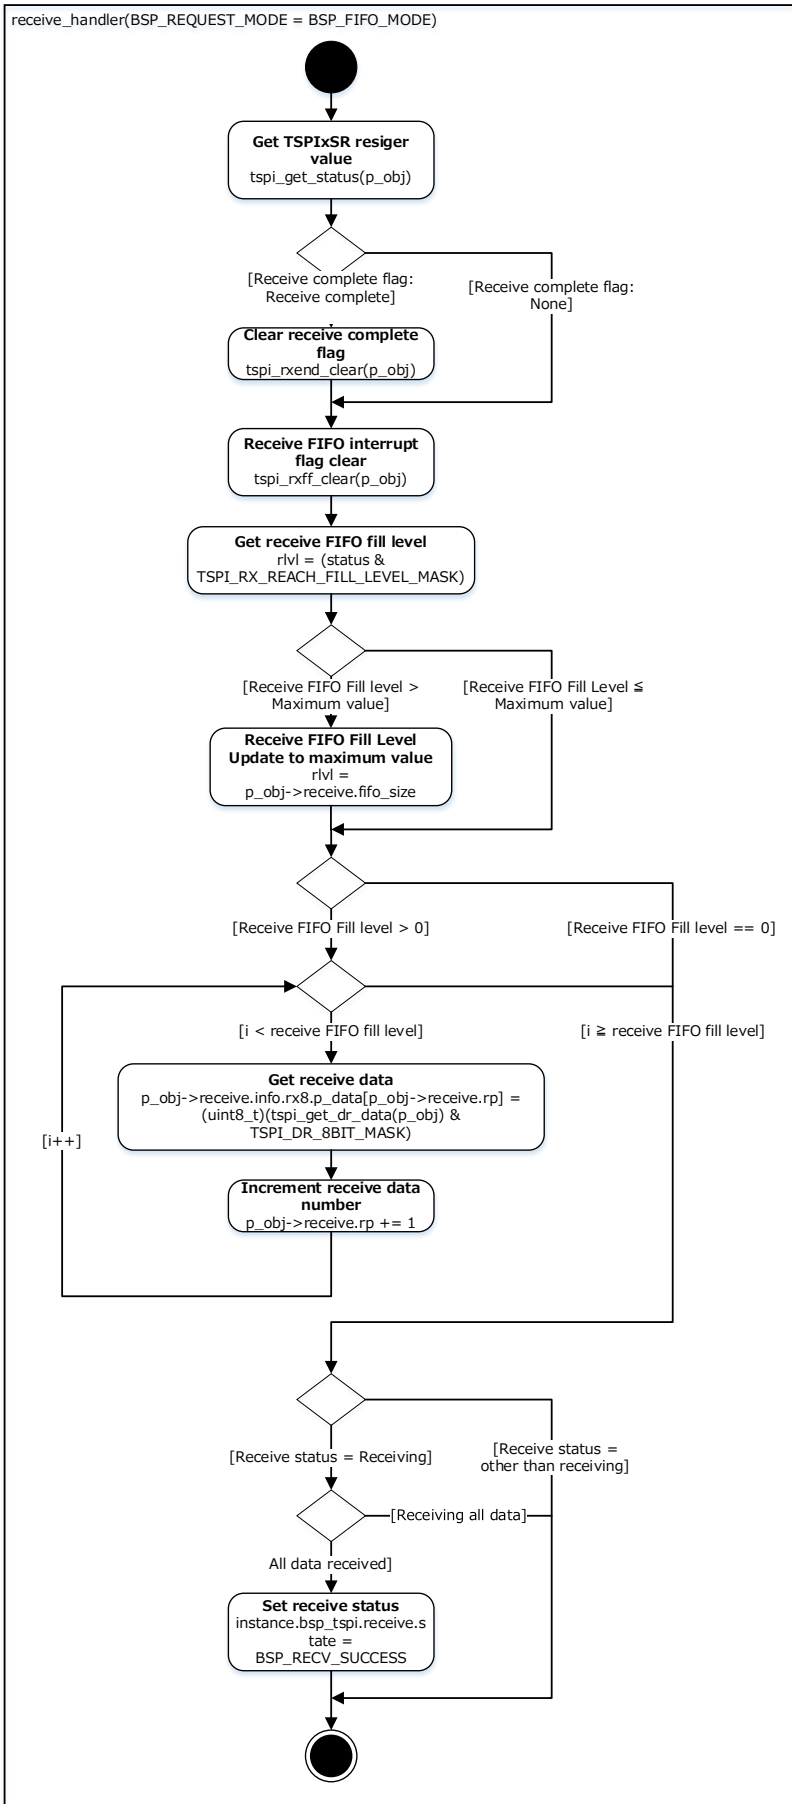 receive_handler(BSP_REQUEST_MODE = BSP_FIFO_MODE)
Get TSPIxSR resiger
value
tspi_get_status(p_obj)
[Receive complete flag:
Receive complete]
[Receive complete flag:
None]
Clear receive complete
flag
tspi_rxend_clear(p_obj)
Receive FIFO interrupt
flag clear
tspi_rxff_clear(p_obj)
Get receive FIFO fill level
rlvl = (status &
TSPI_RX_REACH_FILL_LEVEL_MASK)
[Receive FIFO Fill level >
Maximum value]
[Receive FIFO Fill Level ≦
Maximum value]
Receive FIFO Fill Level
Update to maximum value
rlvl =
p_obj->receive.fifo_size
[Receive FIFO Fill level > 0]
[Receive FIFO Fill level == 0]
[i < receive FIFO fill level]
[i ≧ receive FIFO fill level]
Get receive data
p_obj->receive.info.rx8.p_data[p_obj->receive.rp] =
(uint8_t)(tspi_get_dr_data(p_obj) &
TSPI_DR_8BIT_MASK)
[i++]
Increment receive data
number
p_obj->receive.rp += 1
[Receive status = Receiving]
[Receive status =
other than receiving]
[Receiving all data]
All data received]
Set receive status
instance.bsp_tspi.receive.s
tate =
BSP_RECV_SUCCESS